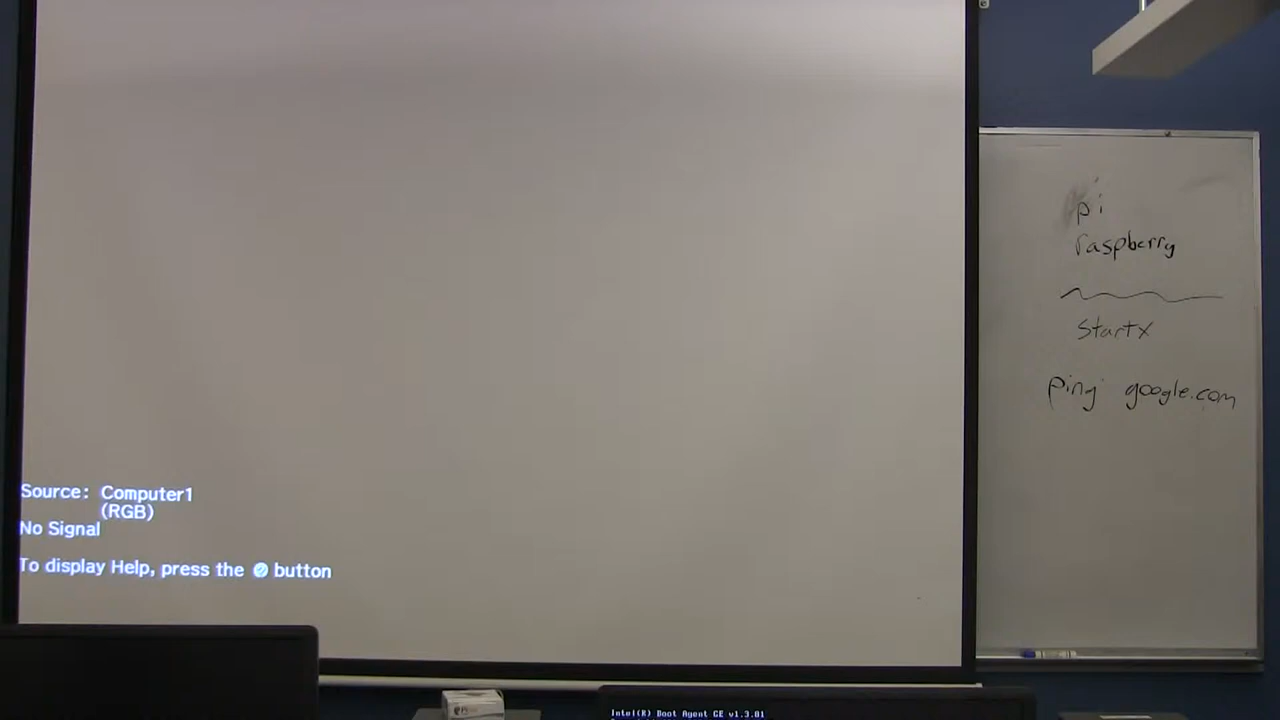 Source: Computer1
(RGB)
No Signal
To display Help, press the button
pi
raspberry
startx
ping google.com
Intel(R) Boot Agent GE v1.3.81